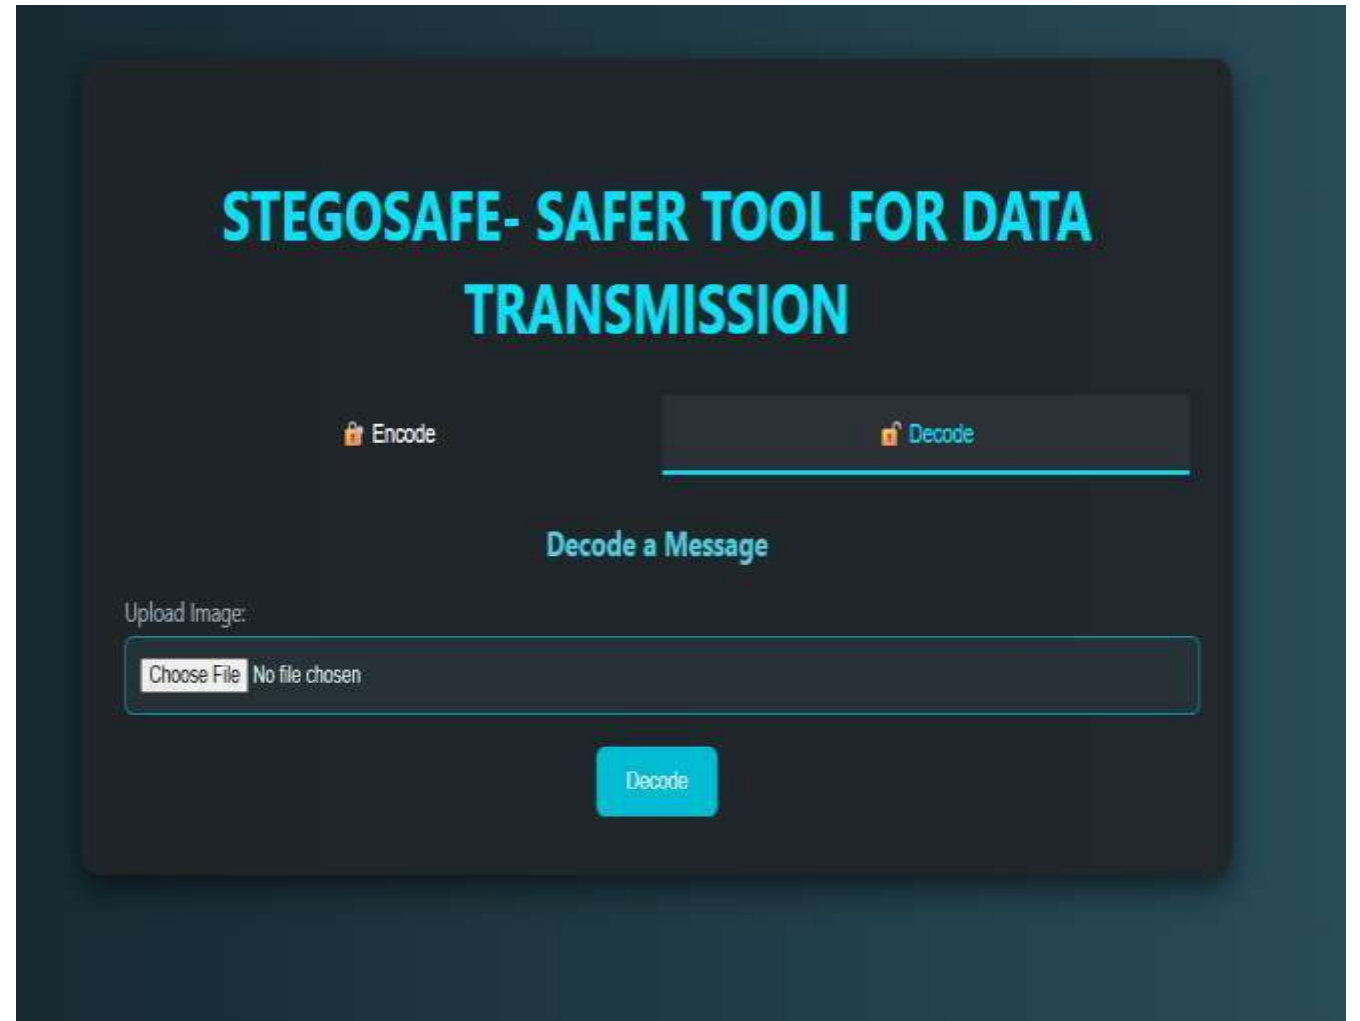 STEGOSAFE- SAFER TOOL FOR DATA
TRANSMISSION
🔐 Encode
🔓 Decode
Decode a Message
Upload Image:
Choose File No file chosen
Decode